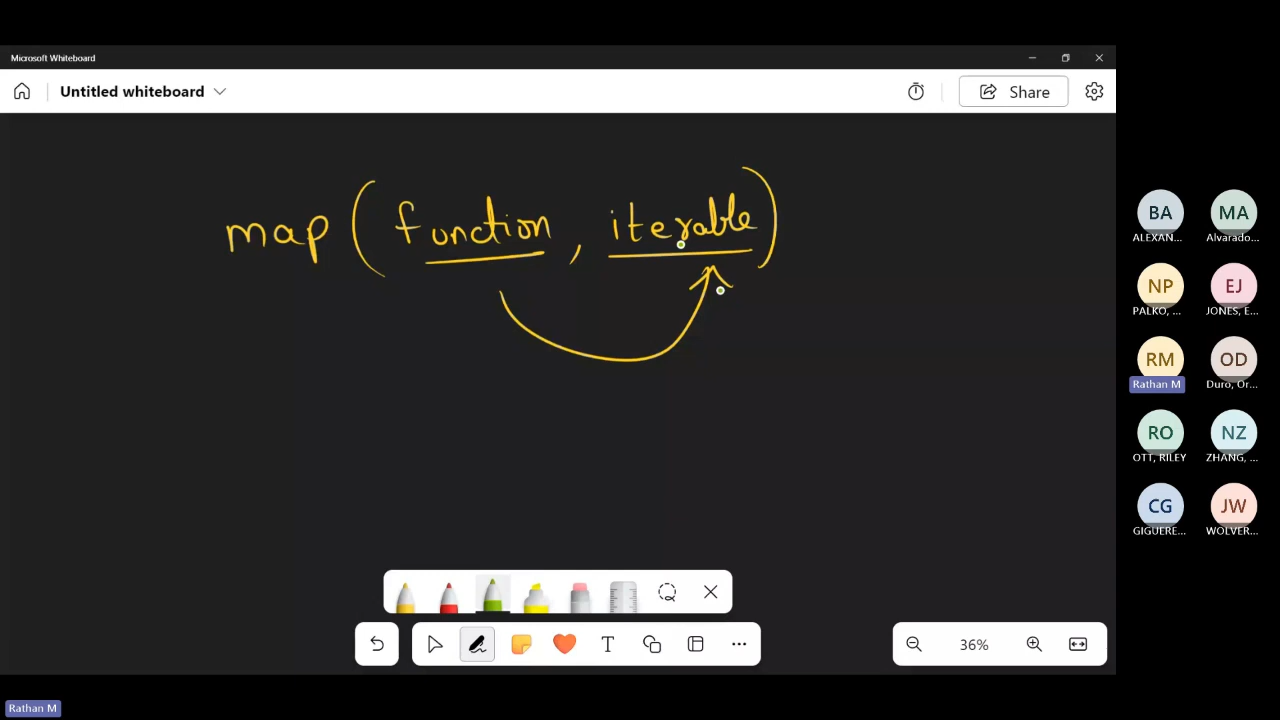 Microsoft Whiteboard
Untitled whiteboard
Share
map ( function , iterable )
BA
MA
ALEXAN...
Alvarado...
NP
EJ
PALKO, ...
JONES, E...
RM
OD
Rathan M
Duro, Or...
RO
NZ
OTT, RILEY
ZHANG, ...
CG
JW
GIGUERE...
WOLVER...
T
36%
Rathan M